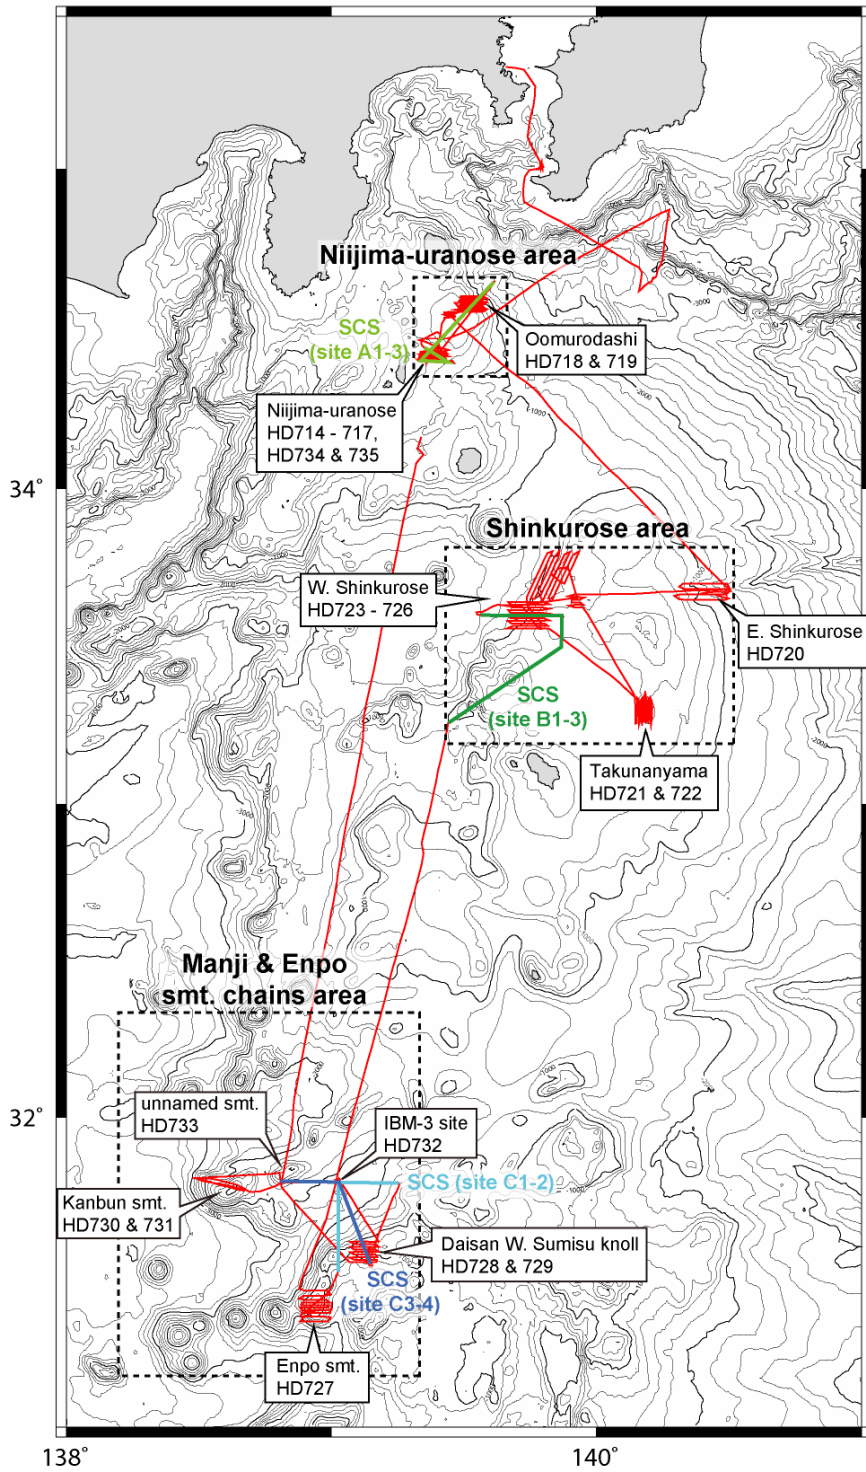 Niijima-uranose area
SCS
(site A1-3)
Oomurodashi
HD718 & 719
Niijima-uranose
HD714 - 717,
HD734 & 735
34°
Shinkurose area
W. Shinkurose
HD723 - 726
E. Shinkurose
HD720
SCS
(site B1-3)
Takunanyama
HD721 & 722
Manji & Enpo
smt. chains area
32°
unnamed smt.
HD733
IBM-3 site
HD732
SCS (site C1-2)
Kanbun smt.
HD730 & 731
Daisan W. Sumisu knoll
HD728 & 729
SCS
(site C3-4)
Enpo smt.
HD727
138°
140°